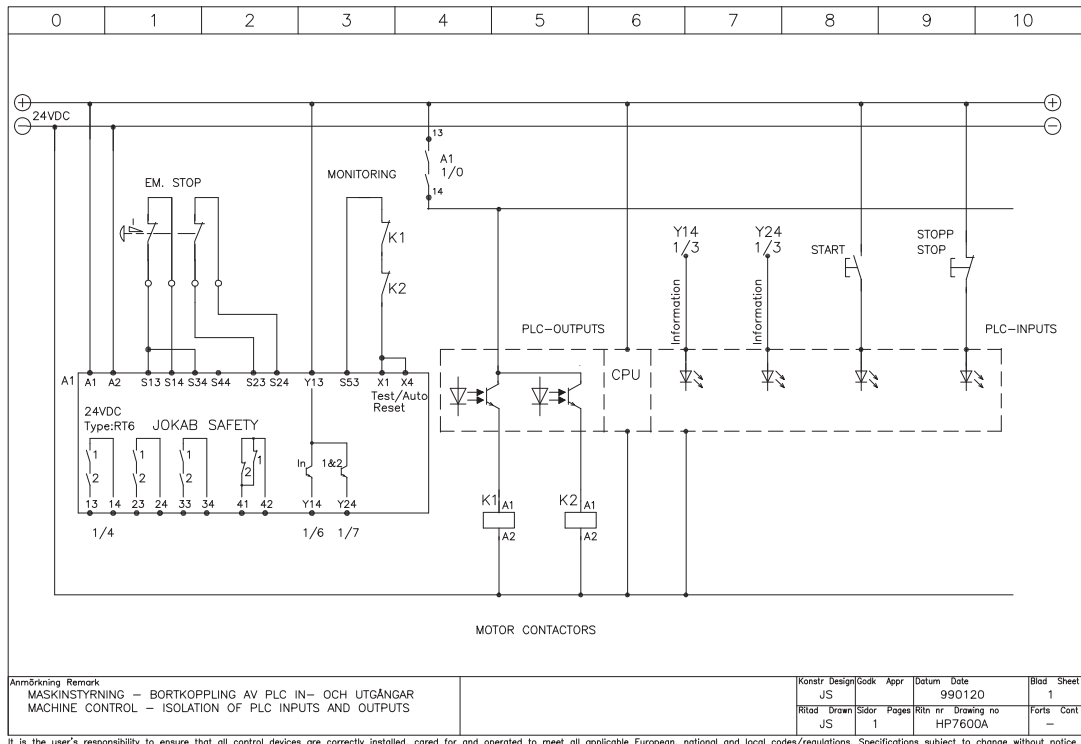 0 1 2 3 4 5 6 7 8 9 10
24VDC
13
A1
1/0
14
EM. STOP
MONITORING
K1
K2
Y14
1/3
Y24
1/3
START
STOPP
STOP
Information
Information
PLC-OUTPUTS
PLC-INPUTS
CPU
A1
A1 A2 S13 S14 S34 S44 S23 S24 Y13 S53 X1 X4
Test/Auto
Reset
24VDC
Type:RT6 JOKAB SAFETY
1 1 1 1
2 2 2 2
In 1&2
13 14 23 24 33 34 41 42 Y14 Y24
1/4 1/6 1/7
K1 A1
A2
K2 A1
A2
MOTOR CONTACTORS
Anmörkning Remark
MASKINSTYRNING – BORTKOPPLING AV PLC IN– OCH UTGÅNGAR
MACHINE CONTROL – ISOLATION OF PLC INPUTS AND OUTPUTS
Konstr Design Godk Appr Datum Date Blad Sheet
JS 990120 1
Ritad Drawn Sidor Pages Ritn nr Drawing no Forts Cont
JS 1 HP7600A –
It is the user's responsibility to ensure that all control devices are correctly installed, cared for and operated to meet all applicable European, national and local codes/regulations. Specifications subject to change without notice.